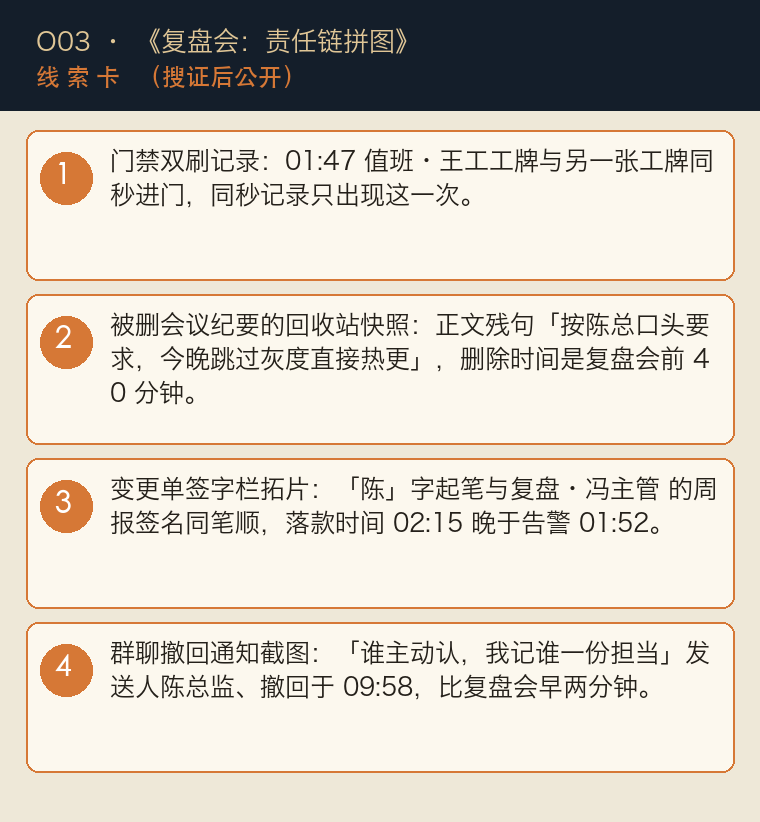 O03 · 《复盘会：责任链拼图》
线索卡 （搜证后公开）
1
门禁双刷记录：01:47 值班·王工工牌与另一张工牌同
秒进门，同秒记录只出现这一次。
2
被删会议纪要的回收站快照：正文残句「按陈总口头要
求，今晚跳过灰度直接热更」，删除时间是复盘会前 4
0 分钟。
3
变更单签字栏拓片：「陈」字起笔与复盘·冯主管 的周
报签名同笔顺，落款时间 02:15 晚于告警 01:52。
4
群聊撤回通知截图：「谁主动认，我记谁一份担当」发
送人陈总监、撤回于 09:58，比复盘会早两分钟。